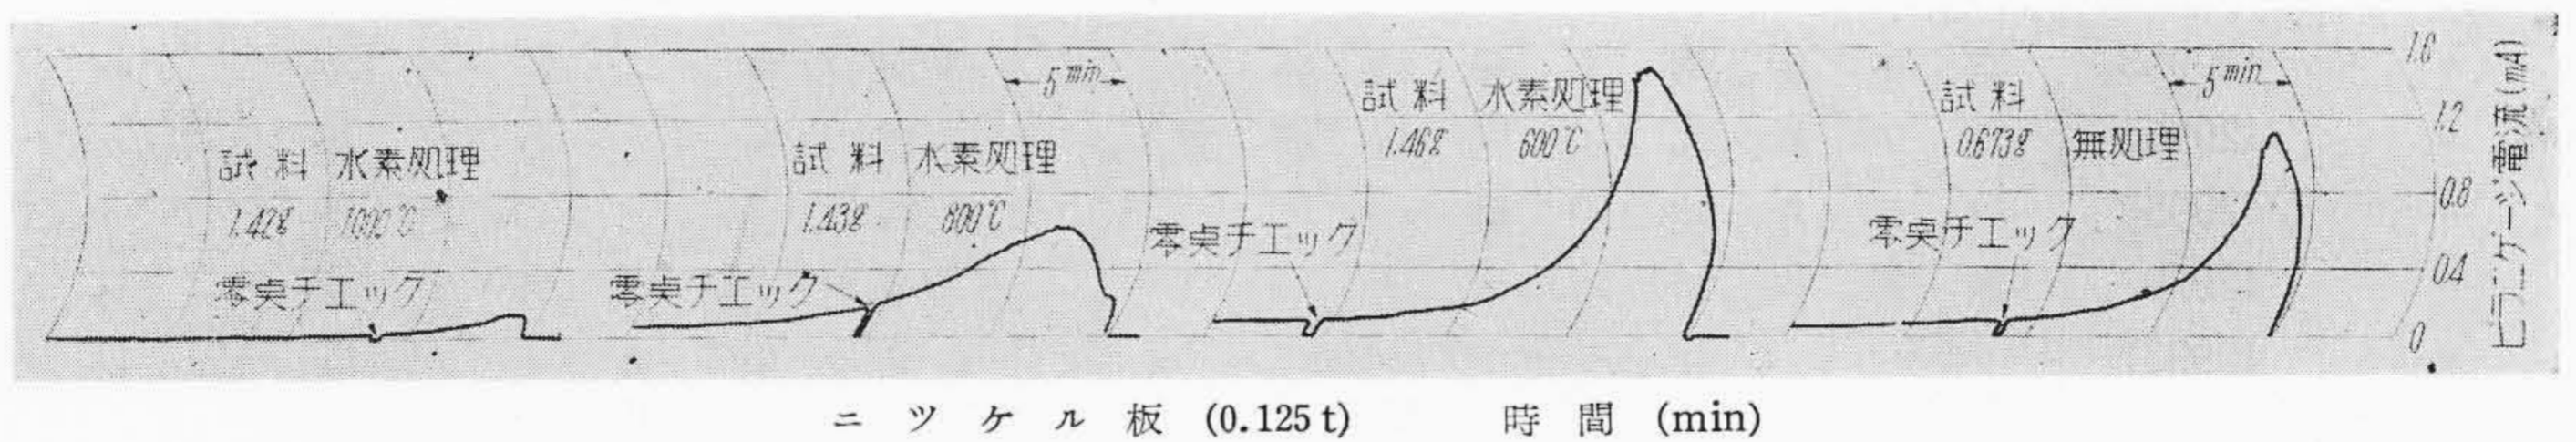 試料 水素処理
1.42g 1000℃
零点チエック
試料 水素処理
1.43g 800℃
零点チエック
5min
試料 水素処理
1.46g 600℃
零点チエック
試料
0.673g 無処理
零点チエック
5min
1.6
1.2
0.8
0.4
0
ピラニゲージ電流(mA)
ニツケル板 (0.125 t) 時間 (min)